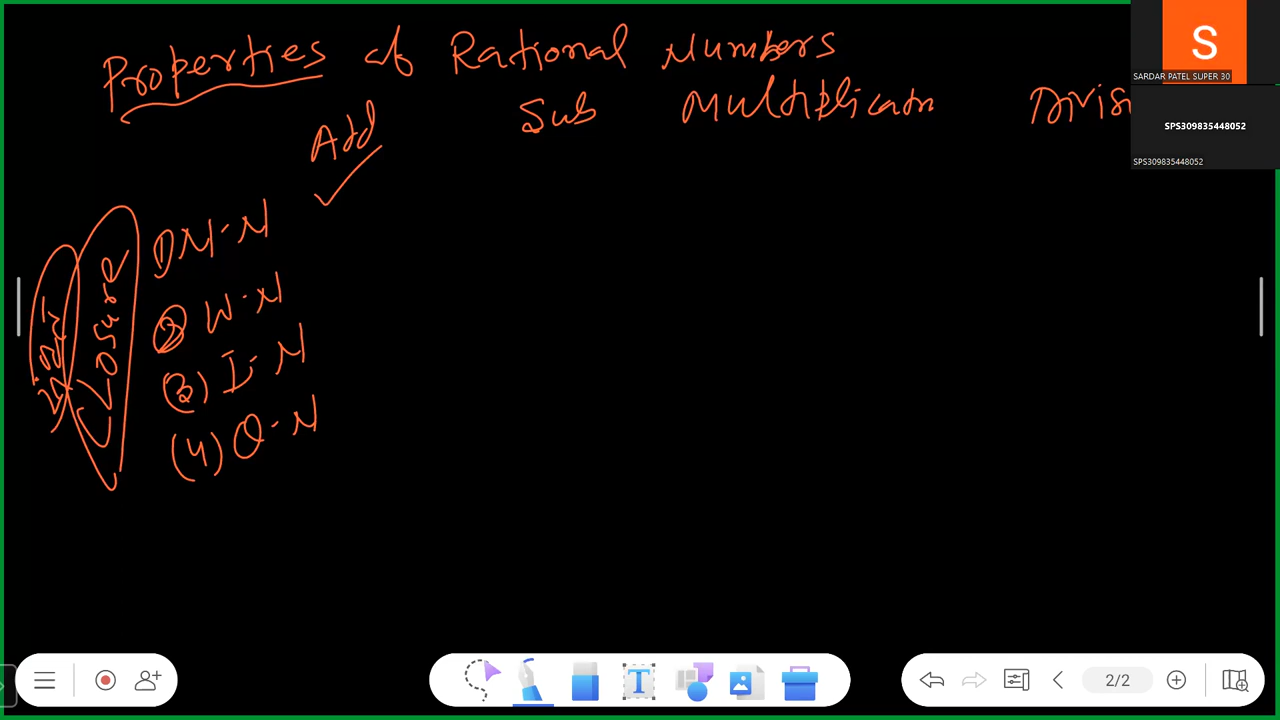 Properties of Rational Numbers
Add Sub Multiplicatn Divis
Closure
1) N-N
(2) W-N
(3) I-N
(4) Q-N
S
SARDAR PATEL SUPER 30
SPS309835448052
SPS309835448052
T
2/2